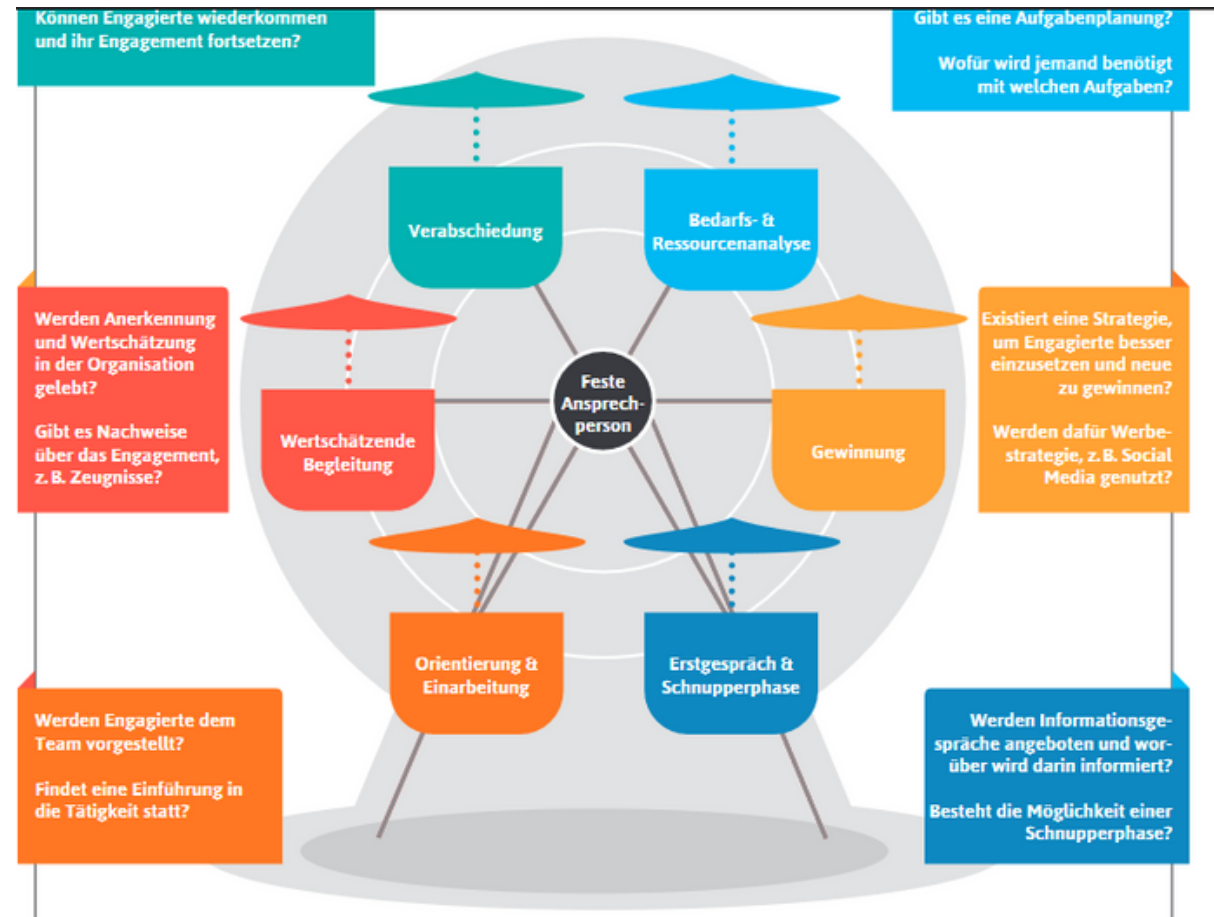 Können Engagierte wiederkommen
und ihr Engagement fortsetzen?
Gibt es eine Aufgabenplanung?
Wofür wird jemand benötigt
mit welchen Aufgaben?
Verabschiedung
Bedarfs- &
Ressourcenanalyse
Werden Anerkennung
und Wertschätzung
in der Organisation
gelebt?
Gibt es Nachweise
über das Engagement,
z. B. Zeugnisse?
Wertschätzende
Begleitung
Feste
Ansprech-
person
Gewinnung
Existiert eine Strategie,
um Engagierte besser
einzusetzen und neue
zu gewinnen?
Werden dafür Werbe-
strategie, z. B. Social
Media genutzt?
Orientierung &
Einarbeitung
Erstgespräch &
Schnupperphase
Werden Engagierte dem
Team vorgestellt?
Findet eine Einführung in
die Tätigkeit statt?
Werden Informationsge-
spräche angeboten und wor-
über wird darin informiert?
Besteht die Möglichkeit einer
Schnupperphase?